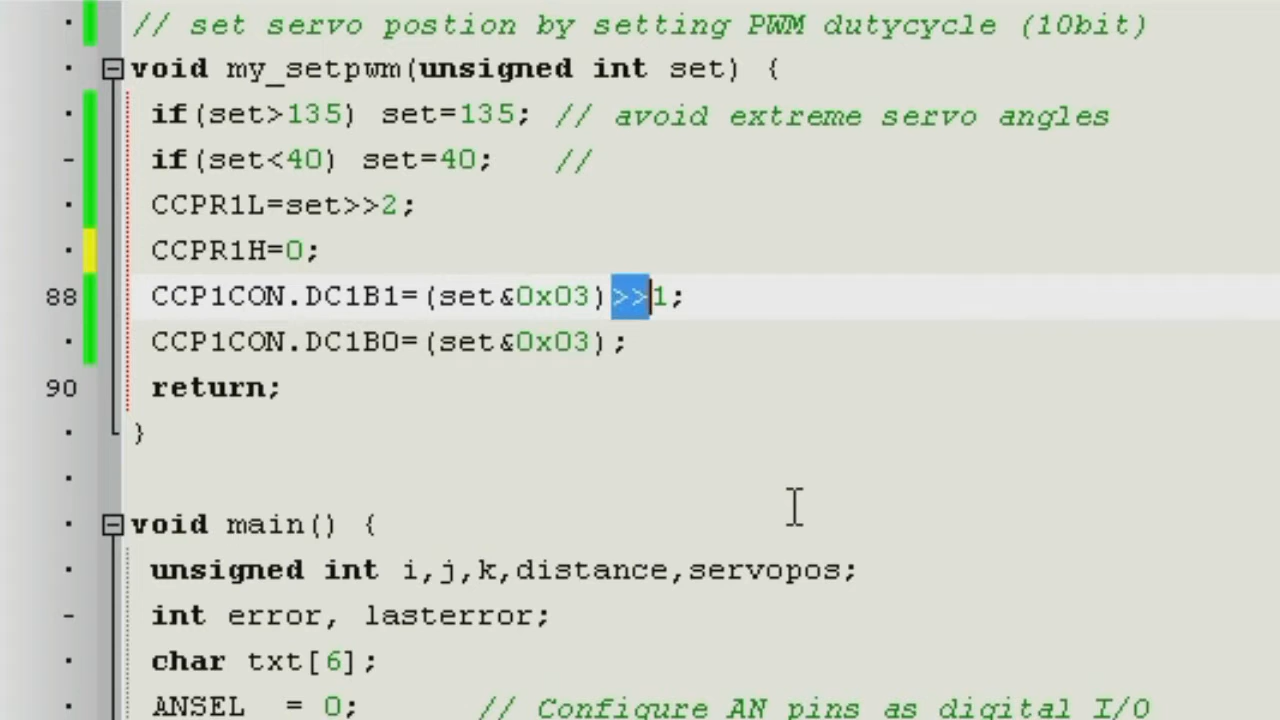 // set servo postion by setting PWM dutycycle (10bit)
void my_setpwm(unsigned int set) {
if(set>135) set=135; // avoid extreme servo angles
if(set<40) set=40; //
CCPR1L=set>>2;
CCPR1H=0;
88 CCP1CON.DC1B1=(set&0x03)>>1;
CCP1CON.DC1B0=(set&0x03);
90 return;
}
void main() {
unsigned int i,j,k,distance,servopos;
int error, lasterror;
char txt[6];
ANSEL = 0; // Configure AN pins as digital I/O